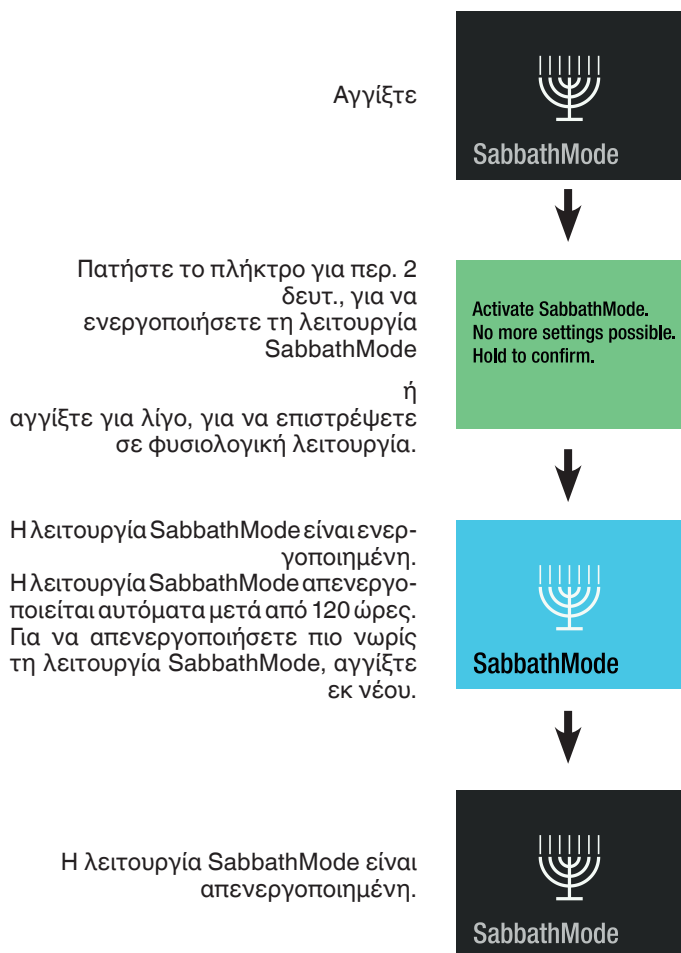 Αγγίξτε
SabbathMode
Πατήστε το πλήκτρο για περ. 2
δευτ., για να
ενεργοποιήσετε τη λειτουργία
SabbathMode
ή
αγγίξτε για λίγο, για να επιστρέψετε
σε φυσιολογική λειτουργία.
Activate SabbathMode.
No more settings possible.
Hold to confirm.
Η λειτουργία SabbathMode είναι ενερ-
γοποιημένη.
Η λειτουργία SabbathMode απενεργο-
ποιείται αυτόματα μετά από 120 ώρες.
Για να απενεργοποιήσετε πιο νωρίς
τη λειτουργία SabbathMode, αγγίξτε
εκ νέου.
SabbathMode
Η λειτουργία SabbathMode είναι
απενεργοποιημένη.
SabbathMode